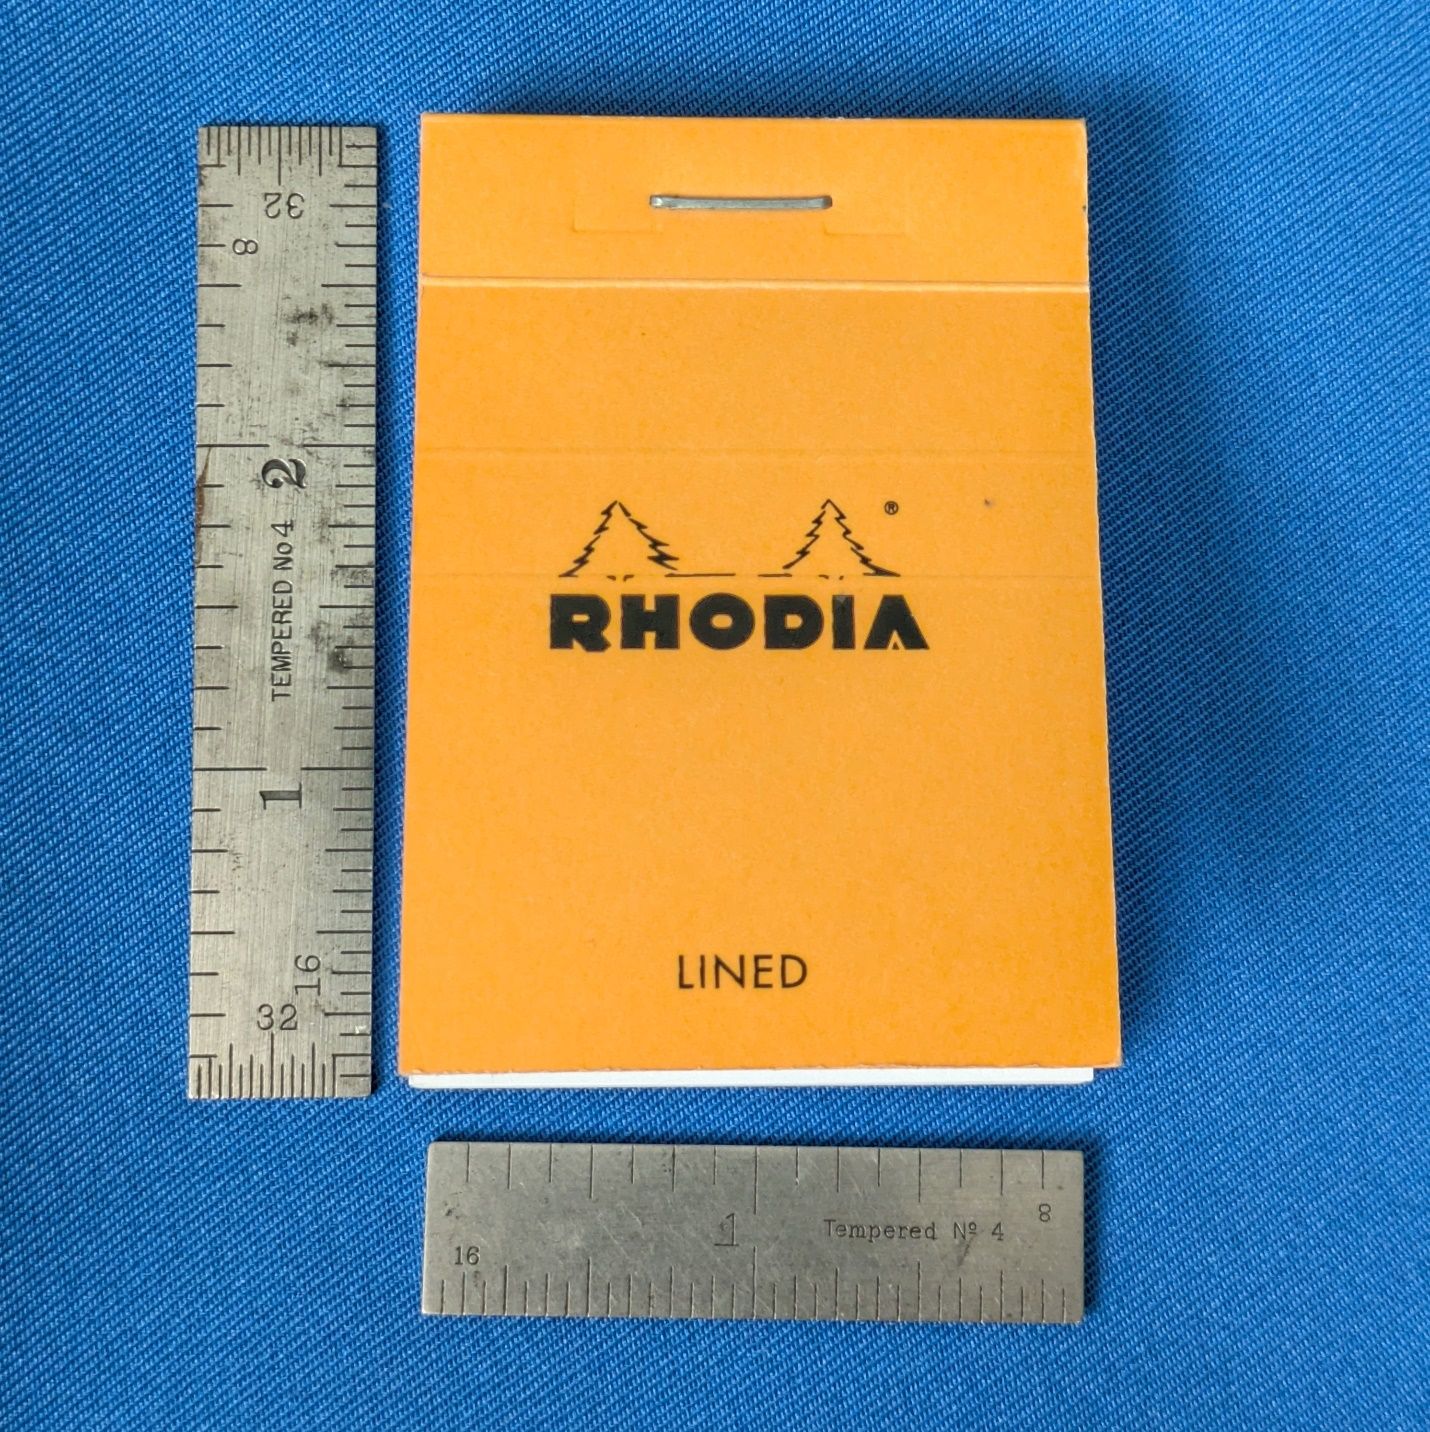 32
8
2
TEMPERED No 4
1
16
32
®
RHODIA
LINED
1
Tempered Nº 4
8
16